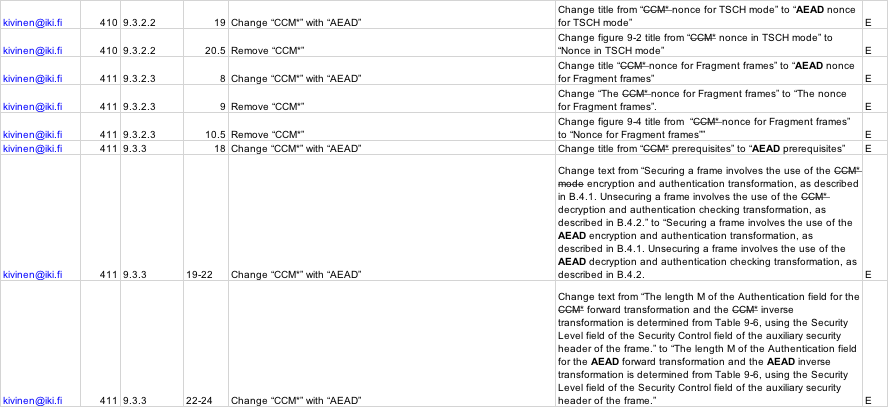 Change title from “CCM* nonce for TSCH mode” to “AEAD nonce
kivinen@iki.fi 410 9.3.2.2 19 Change “CCM*” with “AEAD” for TSCH mode” E
Change figure 9-2 title from “CCM* nonce in TSCH mode” to
kivinen@iki.fi 410 9.3.2.2 20.5 Remove “CCM*” “Nonce in TSCH mode” E
Change title “CCM* nonce for Fragment frames” to “AEAD nonce
kivinen@iki.fi 411 9.3.2.3 8 Change “CCM*” with “AEAD” for Fragment frames” E
Change “The CCM* nonce for Fragment frames” to “The nonce
kivinen@iki.fi 411 9.3.2.3 9 Remove “CCM*” for Fragment frames”. E
Change figure 9-4 title from “CCM* nonce for Fragment frames”
kivinen@iki.fi 411 9.3.2.3 10.5 Remove “CCM*” to “Nonce for Fragment frames”” E
kivinen@iki.fi 411 9.3.3 18 Change “CCM*” with “AEAD” Change title from “CCM* prerequisites” to “AEAD prerequisites” E
Change text from “Securing a frame involves the use of the CCM*
mode encryption and authentication transformation, as described
in B.4.1. Unsecuring a frame involves the use of the CCM*
decryption and authentication checking transformation, as
described in B.4.2.” to “Securing a frame involves the use of the
AEAD encryption and authentication transformation, as
described in B.4.1. Unsecuring a frame involves the use of the
AEAD decryption and authentication checking transformation, as
kivinen@iki.fi 411 9.3.3 19-22 Change “CCM*” with “AEAD” described in B.4.2. E
Change text from “The length M of the Authentication field for the
CCM* forward transformation and the CCM* inverse
transformation is determined from Table 9-6, using the Security
Level field of the Security Control field of the auxiliary security
header of the frame.” to “The length M of the Authentication field
for the AEAD forward transformation and the AEAD inverse
transformation is determined from Table 9-6, using the Security
Level field of the Security Control field of the auxiliary security
kivinen@iki.fi 411 9.3.3 22-24 Change “CCM*” with “AEAD” header of the frame.” E